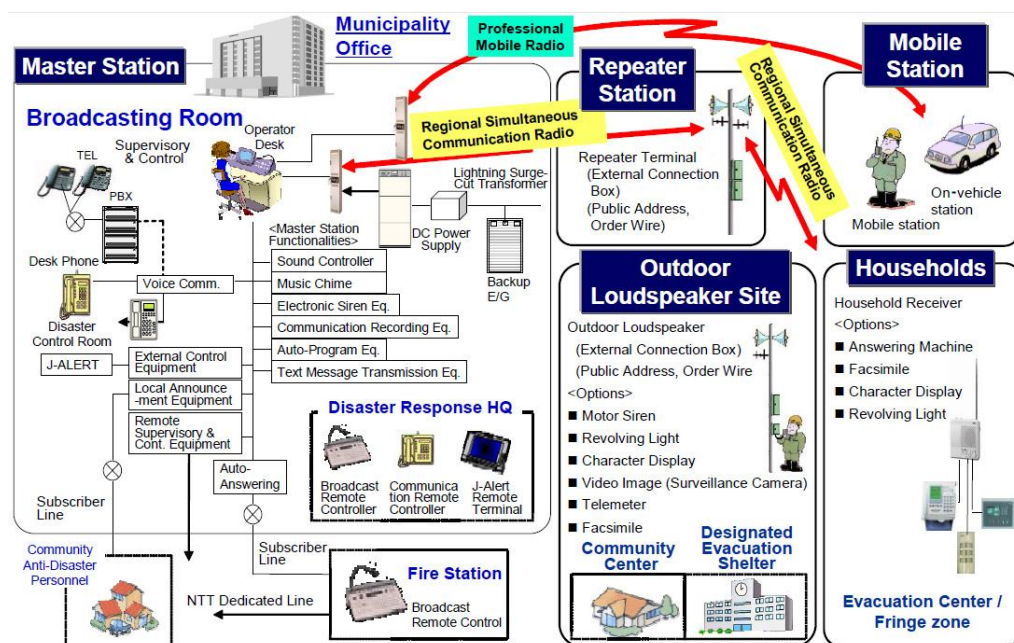 Municipality
Office
Professional
Mobile Radio
Master Station
Broadcasting Room
Supervisory
& Control
Operator
Desk
TEL
PBX
Regional Simultaneous
Communication Radio
Lightning Surge-
Cut Transformer
DC Power
Supply
Backup
E/G
<Master Station
Functionalities>
Sound Controller
Music Chime
Electronic Siren Eq.
Communication Recording Eq.
Auto-Program Eq.
Text Message Transmission Eq.
Desk Phone
Voice Comm.
Disaster
Control Room
J-ALERT
External Control
Equipment
Local Announce
-ment Equipment
Remote
Supervisory
& Cont. Equipment
Auto-
Answering
Subscriber
Line
Disaster Response HQ
Broadcast
Remote
Controller
Communica
tion Remote
Controller
J-Alert
Remote
Terminal
Community
Anti-Disaster
Personnel
Subscriber
Line
NTT Dedicated Line
Fire Station
Broadcast
Remote Control
Repeater
Station
Repeater Terminal
(External Connection
Box)
(Public Address,
Order Wire)
Regional Simultaneous
Communication Radio
Mobile
Station
On-vehicle
station
Mobile station
Outdoor
Loudspeaker Site
Outdoor Loudspeaker
(External Connection Box)
(Public Address, Order Wire
<Options>
■ Motor Siren
■ Revolving Light
■ Character Display
■ Video Image (Surveillance Camera)
■ Telemeter
■ Facsimile
Community
Center
Designated
Evacuation
Shelter
Households
Household Receiver
<Options>
■ Answering Machine
■ Facsimile
■ Character Display
■ Revolving Light
Evacuation Center /
Fringe zone